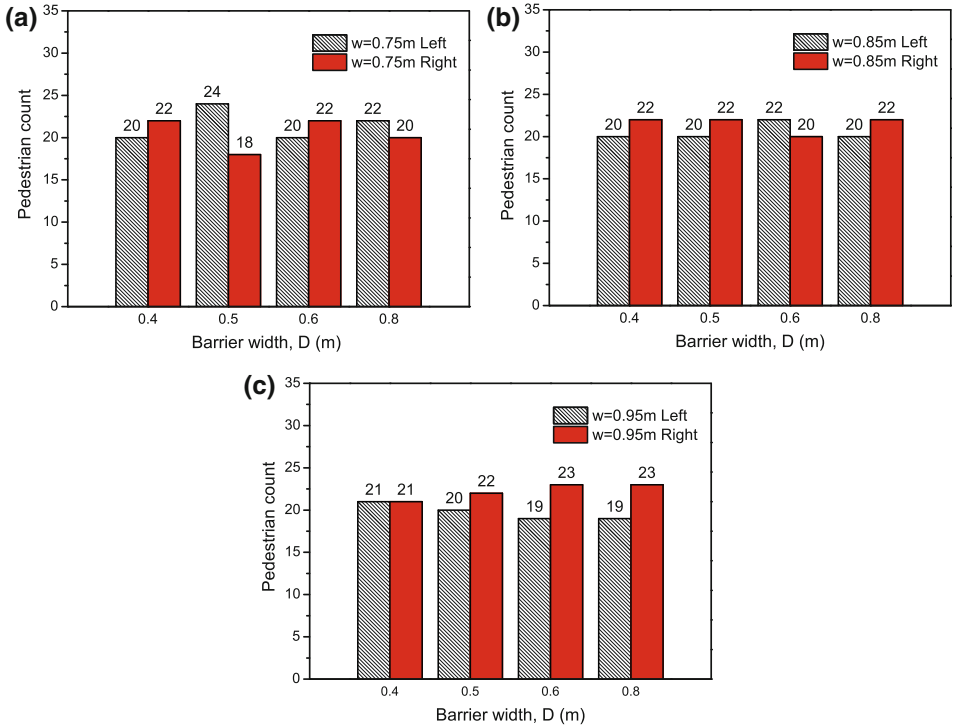 (a)
35
30
25
20
15
10
5
0
Pedestrian count
w=0.75m Left
w=0.75m Right
20 22 24 18 20 22 22 20
0.4 0.5 0.6 0.8
Barrier width, D (m)
(b)
35
30
25
20
15
10
5
0
Pedestrian count
w=0.85m Left
w=0.85m Right
20 22 20 22 22 20 20 22
0.4 0.5 0.6 0.8
Barrier width, D (m)
(c)
35
30
25
20
15
10
5
0
Pedestrian count
w=0.95m Left
w=0.95m Right
21 21 20 22 19 23 19 23
0.4 0.5 0.6 0.8
Barrier width, D (m)